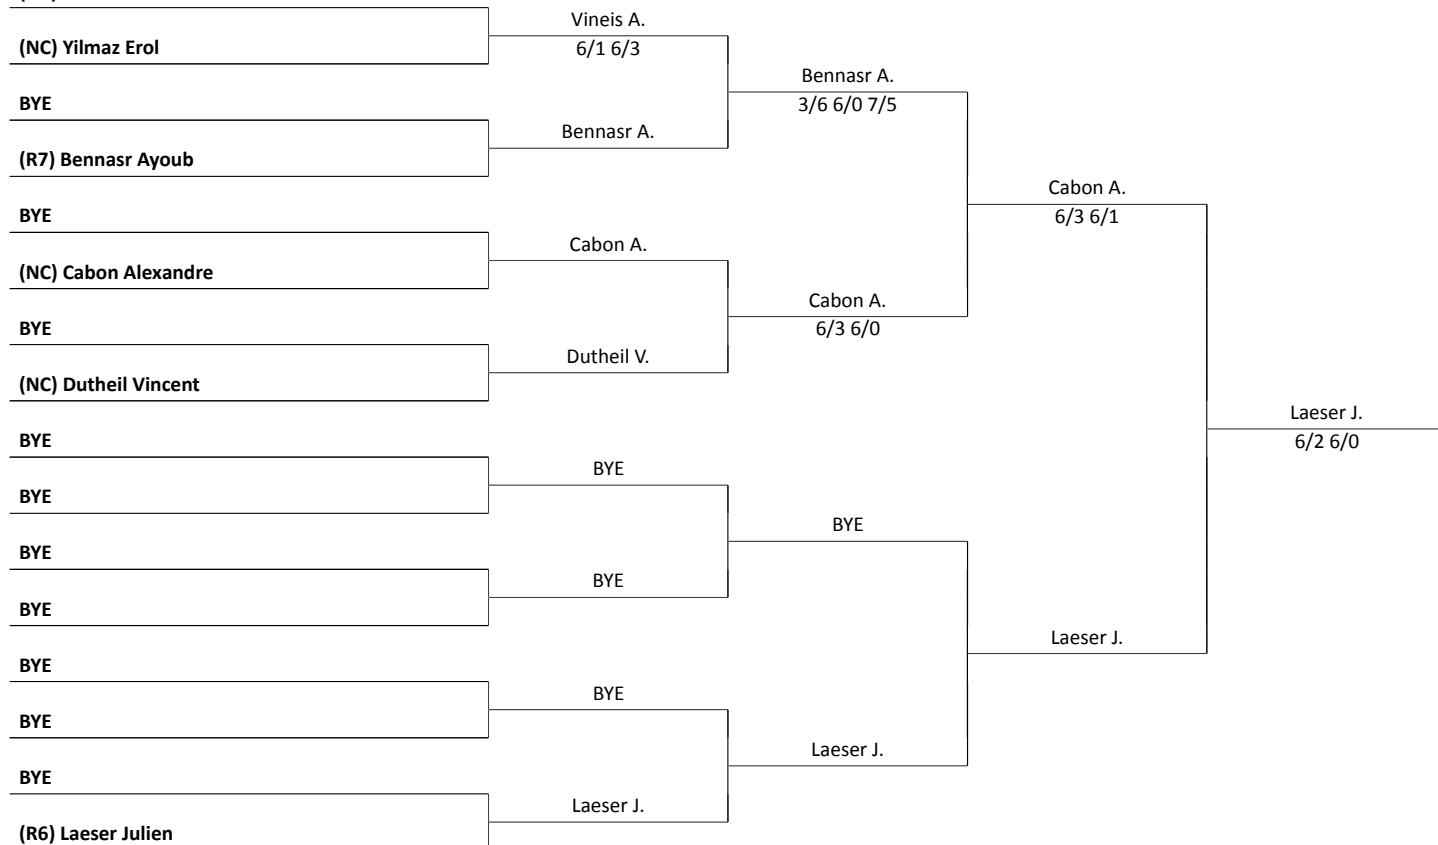 (NC) Yilmaz Erol
BYE
(R7) Bennasr Ayoub
BYE
(NC) Cabon Alexandre
BYE
(NC) Dutheil Vincent
BYE
BYE
BYE
BYE
BYE
BYE
BYE
(R6) Laeser Julien
Vineis A.
6/1 6/3
Bennasr A.
Cabon A.
Dutheil V.
BYE
BYE
BYE
Laeser J.
Bennasr A.
3/6 6/0 7/5
Cabon A.
6/3 6/0
BYE
Laeser J.
Cabon A.
6/3 6/1
Laeser J.
Laeser J.
6/2 6/0